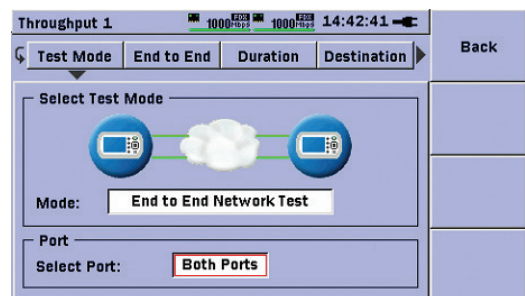 Throughput 1 1000 FDX Mbps 1000 FDX Mbps 14:42:41
Test Mode End to End Duration Destination Back
Select Test Mode
Mode: End to End Network Test
Port
Select Port: Both Ports